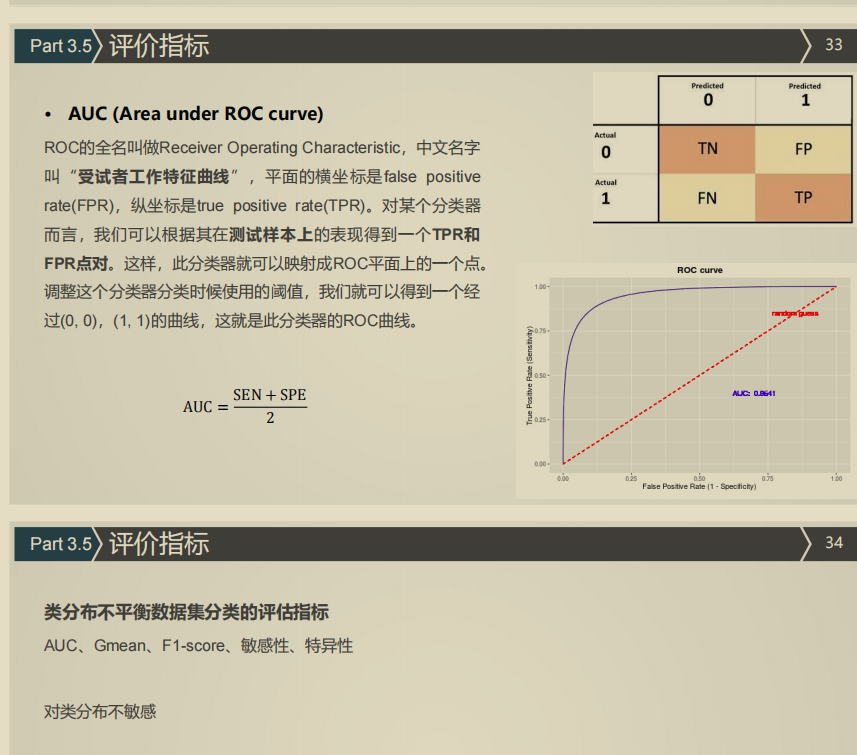 Part 3.5 评价指标 33
• AUC (Area under ROC curve)
ROC的全名叫做Receiver Operating Characteristic，中文名字
叫“受试者工作特征曲线”，平面的横坐标是false positive
rate(FPR)，纵坐标是true positive rate(TPR)。对某个分类器
而言，我们可以根据其在测试样本上的表现得到一个TPR和
FPR点对。这样，此分类器就可以映射成ROC平面上的一个点。
调整这个分类器分类时候使用的阈值，我们就可以得到一个经
过(0, 0)，(1, 1)的曲线，这就是此分类器的ROC曲线。
AUC = (SEN + SPE)/2
Predicted 0 Predicted 1
Actual 0 TN FP
Actual 1 FN TP
ROC curve
True Positive Rate (Sensitivity)
1.00
0.75
0.50
0.25
0.00
random guess
0.00 0.25 0.50 0.75 1.00
False Positive Rate (1 - Specificity)
Part 3.5 评价指标 34
类分布不平衡数据集分类的评估指标
AUC、Gmean、F1-score、敏感性、特异性
对类分布不敏感